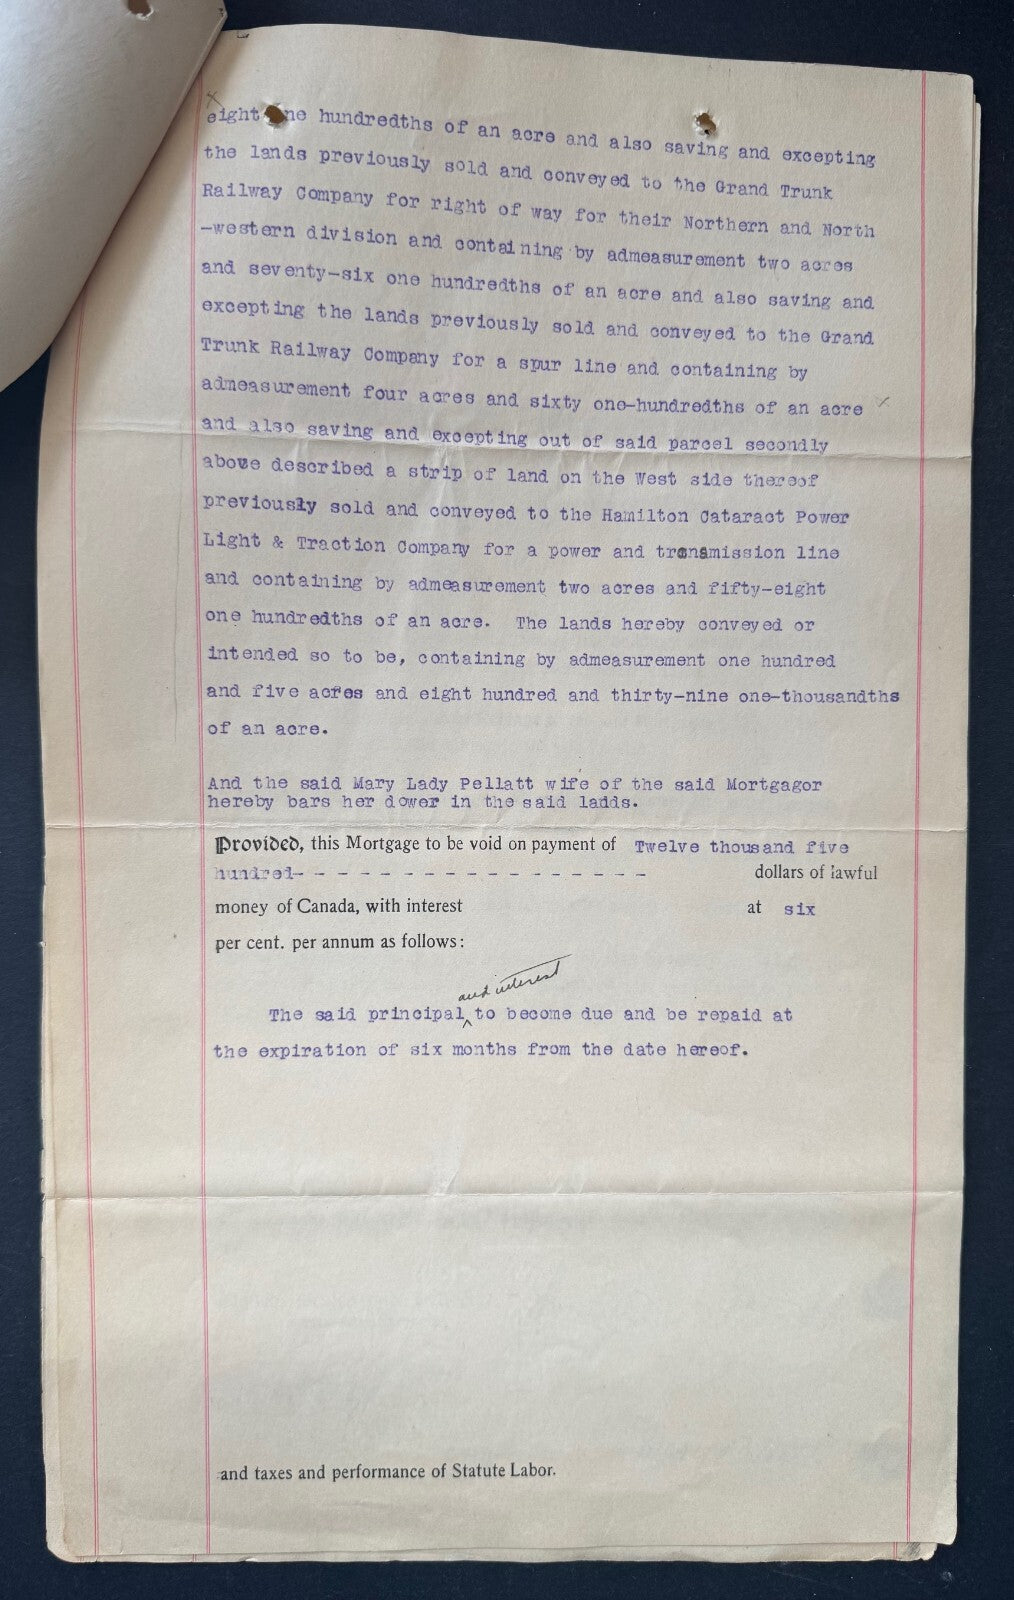 eight one hundredths of an acre and also saving and excepting
the lands previously sold and conveyed to the Grand Trunk
Railway Company for right of way for their Northern and North
-western division and containing by admeasurement two acres
and seventy-six one hundredths of an acre and also saving and
excepting the lands previously sold and conveyed to the Grand
Trunk Railway Company for a spur line and containing by
admeasurement four acres and sixty one-hundredths of an acre
and also saving and excepting out of said parcel secondly
above described a strip of land on the West side thereof
previously sold and conveyed to the Hamilton Cataract Power
Light & Traction Company for a power and transmission line
and containing by admeasurement two acres and fifty-eight
one hundredths of an acre. The lands hereby conveyed or
intended so to be, containing by admeasurement one hundred
and five acres and eight hundred and thirty-nine one-thousandths
of an acre.
And the said Mary Lady Pellatt wife of the said Mortgagor
hereby bars her dower in the said lands.
Provided, this Mortgage to be void on payment of Twelve thousand five
hundred- - - - - - - - - - - - - - - - - dollars of lawful
money of Canada, with interest at six
per cent. per annum as follows:
and interest
The said principal ^ to become due and be repaid at
the expiration of six months from the date hereof.
and taxes and performance of Statute Labor.